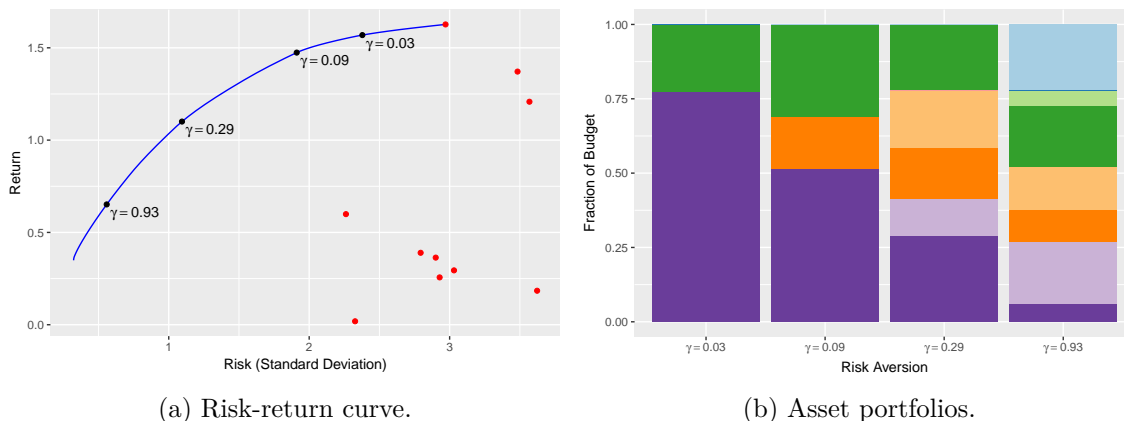 1.5
1.0
0.5
0.0
Return
γ = 0.03
γ = 0.09
γ = 0.29
γ = 0.93
1
2
3
Risk (Standard Deviation)
(a) Risk-return curve.
1.00
0.75
0.50
0.25
0.00
Fraction of Budget
γ = 0.03
γ = 0.09
γ = 0.29
γ = 0.93
Risk Aversion
(b) Asset portfolios.